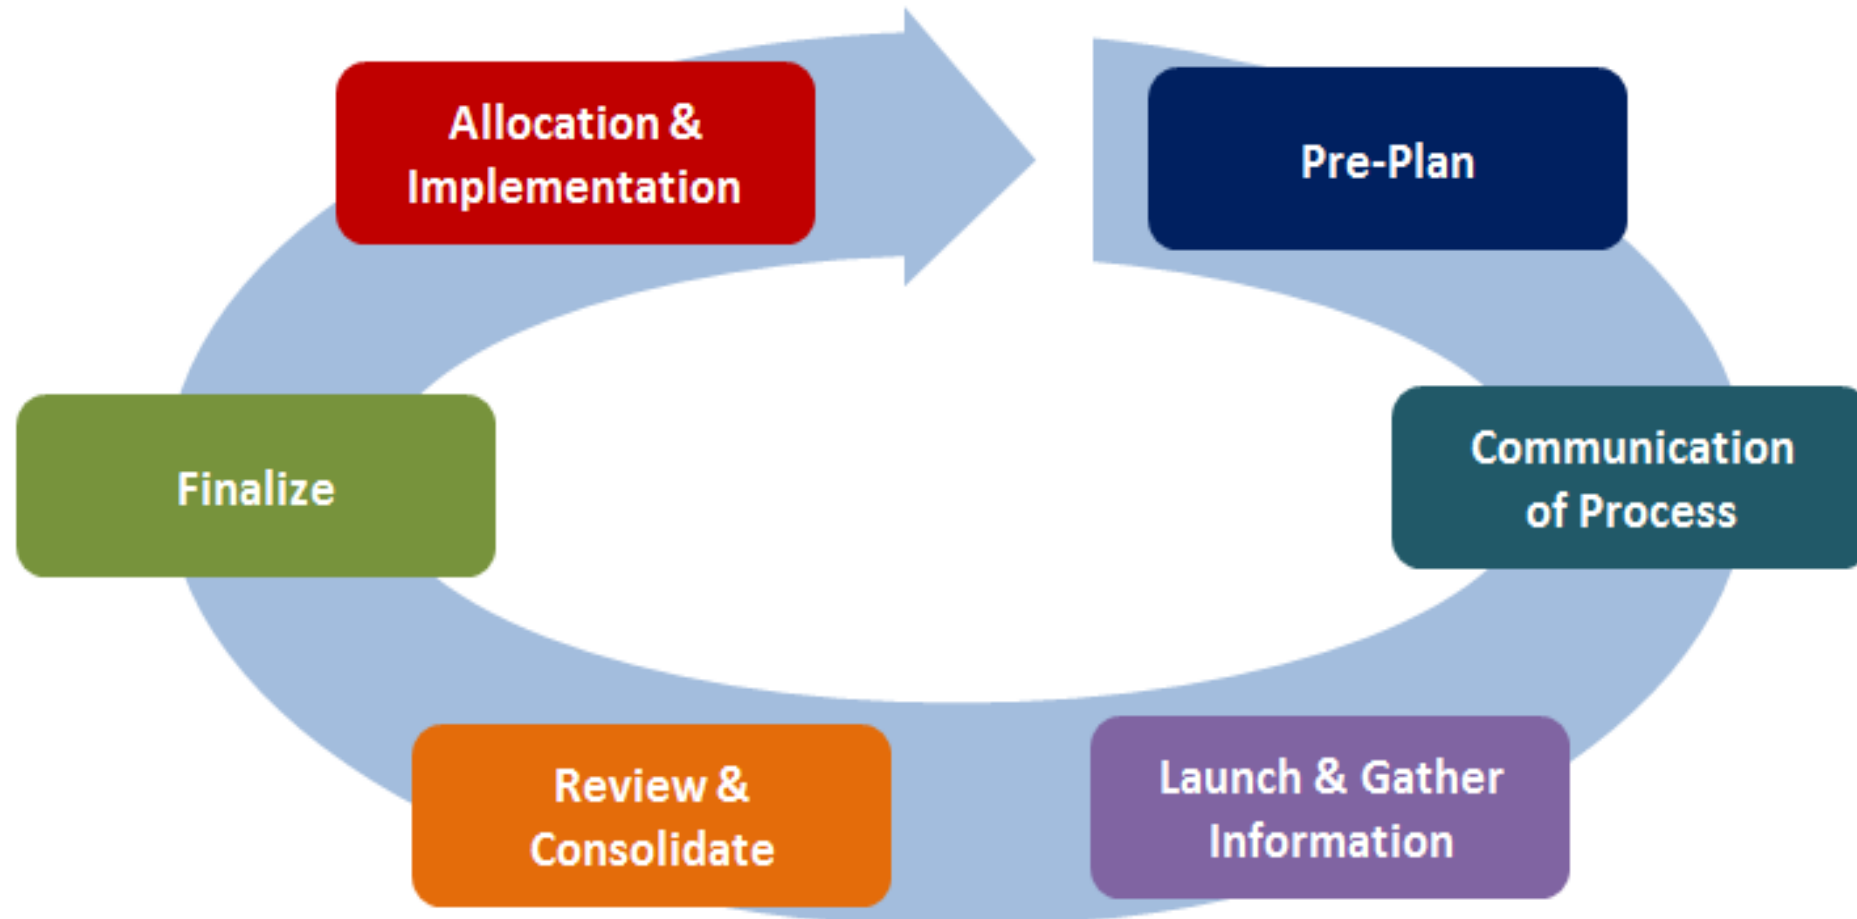 Allocation &
Implementation
Pre-Plan
Communication
of Process
Launch & Gather
Information
Review &
Consolidate
Finalize